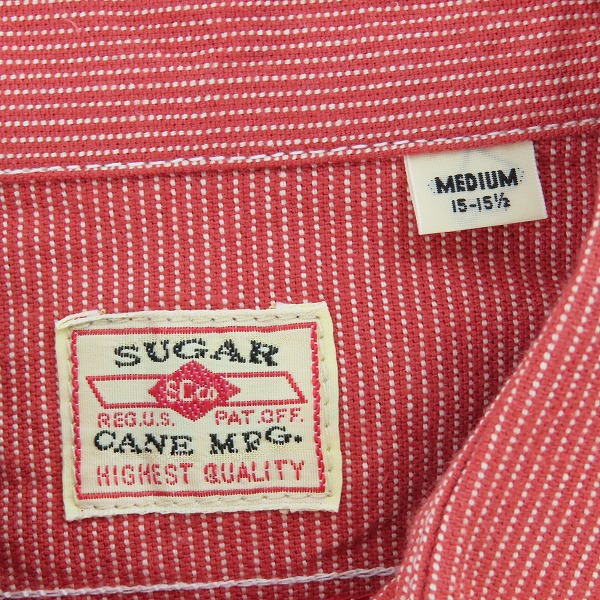 MEDIUM
15-15½
SUGAR
SCCo
REG.U.S. PAT.OFF.
CANE MFG.
HIGHEST QUALITY